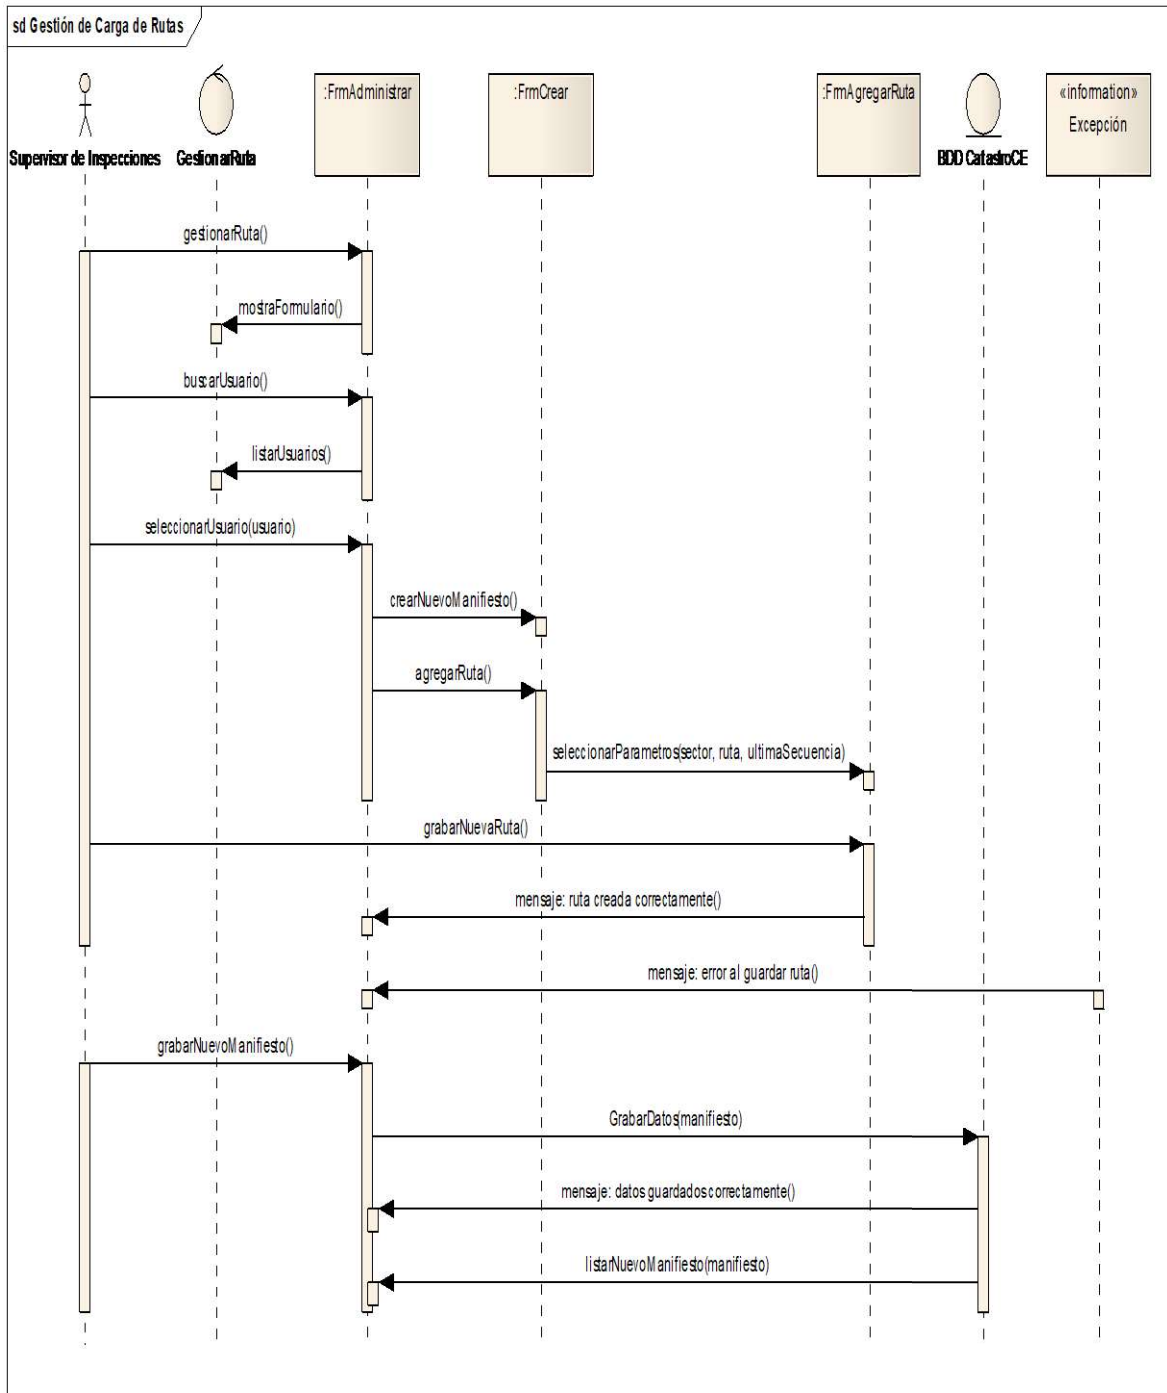 sd Gestión de Carga de Rutas
:FrmAdministrar
:FrmCrear
:FrmAgregarRuta
«information»
Excepción
Supervisor de Inspecciones
GestionarRuta
BDD CatastroCE
gestionarRuta()
mostraFormulario()
buscarUsuario()
listarUsuarios()
seleccionarUsuario(usuario)
crearNuevoManifiesto()
agregarRuta()
seleccionarParametros(sector, ruta, ultimaSecuencia)
grabarNuevaRuta()
mensaje: ruta creada correctamente()
mensaje: error al guardar ruta()
grabarNuevoManifiesto()
GrabarDatos(manifiesto)
mensaje: datos guardados correctamente()
listarNuevoManifiesto(manifiesto)